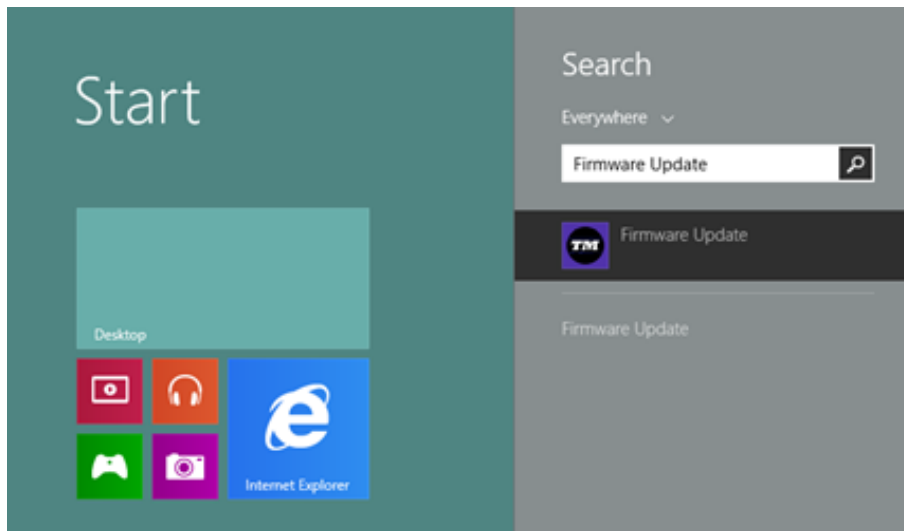 Start
Desktop
Internet Explorer
Search
Everywhere
Firmware Update
TM
Firmware Update
Firmware Update